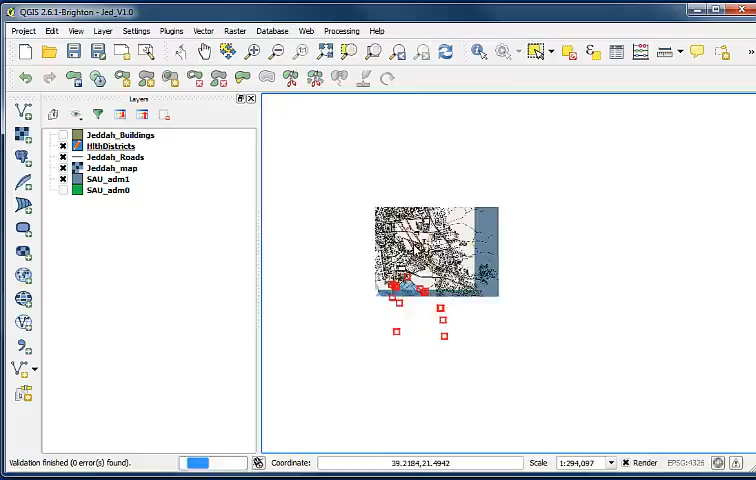 QGIS 2.6.1-Brighton - Jed_V1.0
Project Edit View Layer Settings Plugins Vector Raster Database Web Processing Help
Layers
Jeddah_Buildings
HlthDistricts
Jeddah_Roads
Jeddah_map
SAU_adm1
SAU_adm0
Validation finished (0 error(s) found). Coordinate: 39.2184,21.4942 Scale 1:294,097 Render EPSG:4326